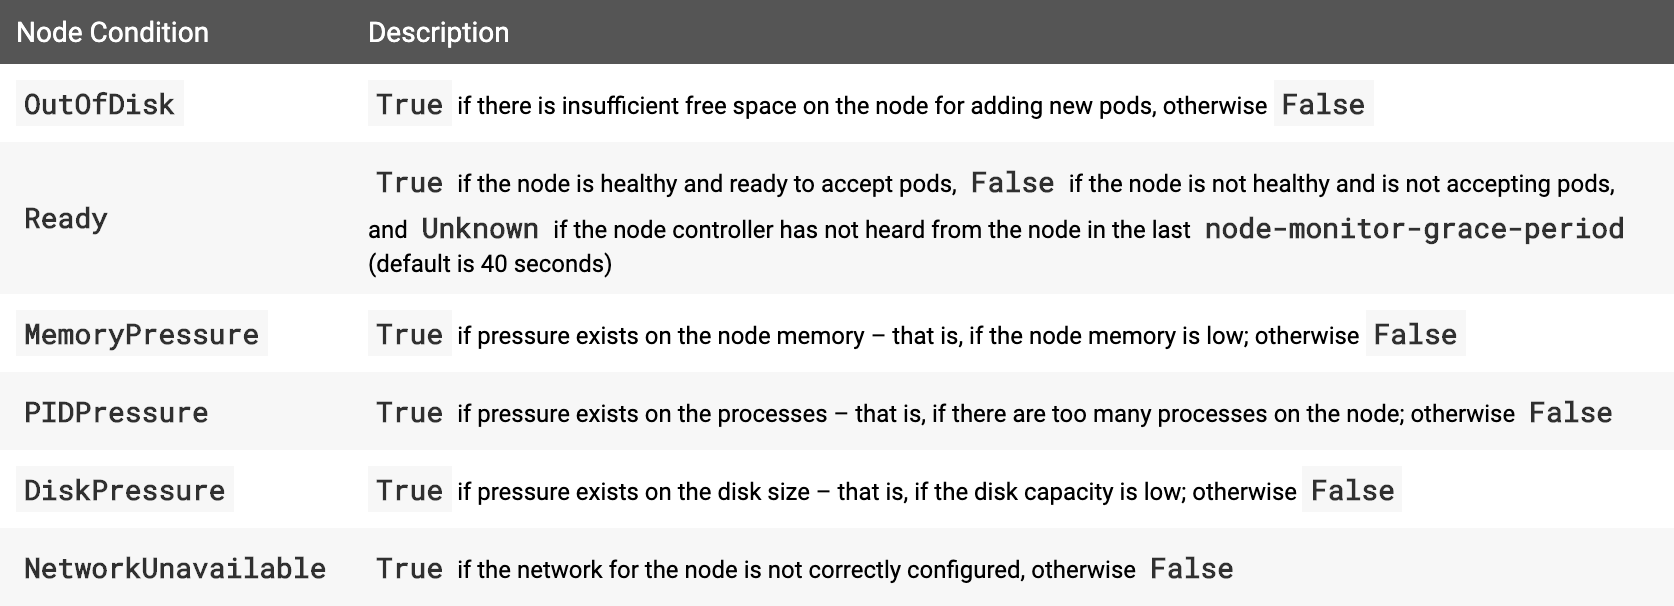 Node Condition Description
OutOfDisk True if there is insufficient free space on the node for adding new pods, otherwise False
True if the node is healthy and ready to accept pods, False if the node is not healthy and is not accepting pods,
Ready
and Unknown if the node controller has not heard from the node in the last node-monitor-grace-period
(default is 40 seconds)
MemoryPressure True if pressure exists on the node memory – that is, if the node memory is low; otherwise False
PIDPressure True if pressure exists on the processes – that is, if there are too many processes on the node; otherwise False
DiskPressure True if pressure exists on the disk size – that is, if the disk capacity is low; otherwise False
NetworkUnavailable True if the network for the node is not correctly configured, otherwise False